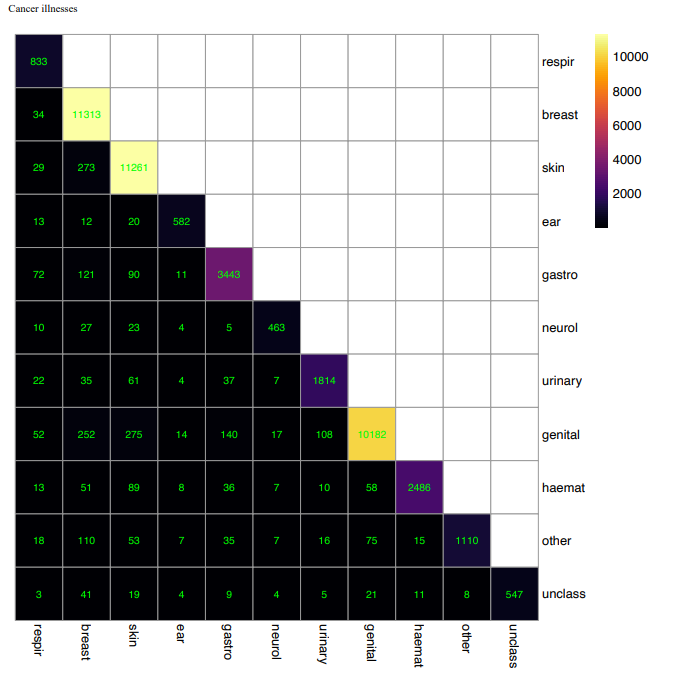 Cancer illnesses
833 respir
34 11313 breast
29 273 11261 skin
13 12 20 582 ear
72 121 90 11 3443 gastro
10 27 23 4 5 463 neurol
22 35 61 4 37 7 1814 urinary
52 252 275 14 140 17 108 10182 genital
13 51 89 8 36 7 10 58 2486 haemat
18 110 53 7 35 7 16 75 15 1110 other
3 41 19 4 9 4 5 21 11 8 547 unclass
respir breast skin ear gastro neurol urinary genital haemat other unclass
10000
8000
6000
4000
2000